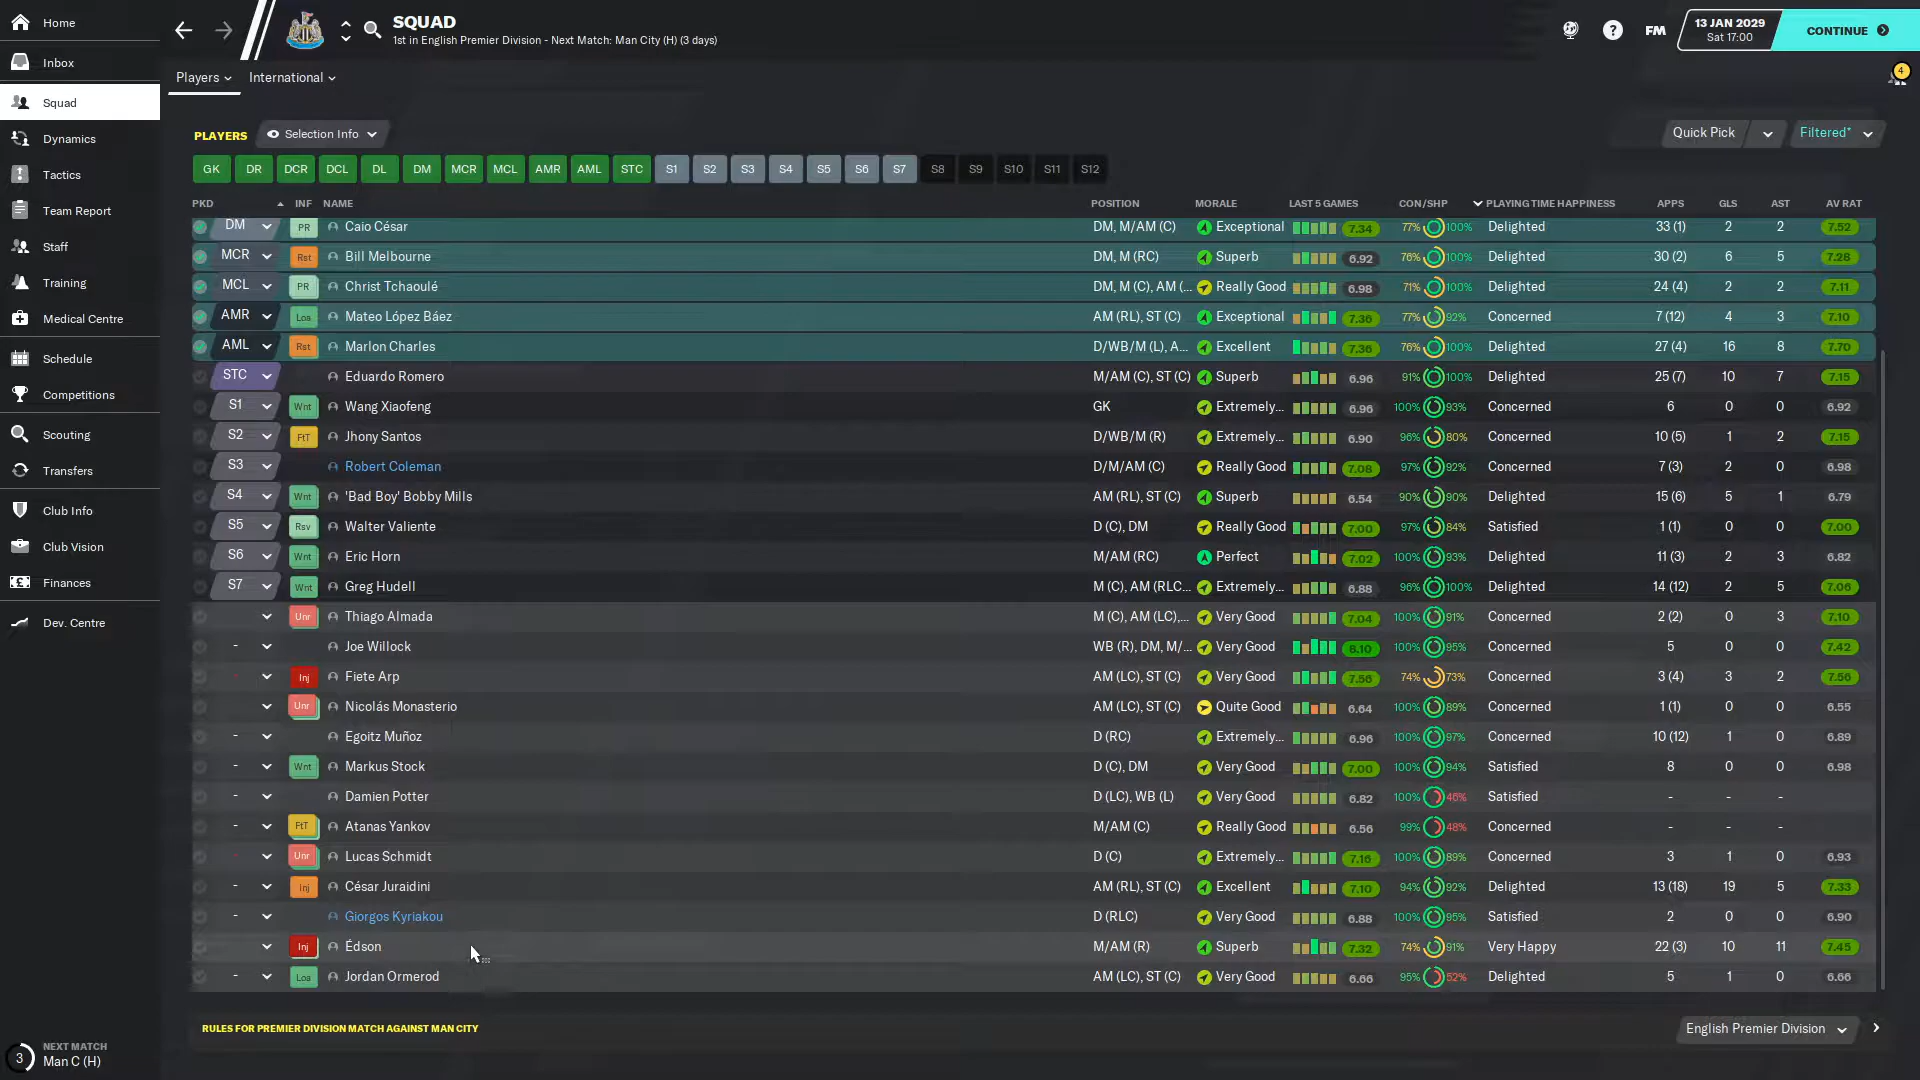 Home
SQUAD
1st in English Premier Division - Next Match: Man City (H) (3 days)
FM
13 JAN 2029
Sat 17:00
CONTINUE
4
Inbox
Squad
Dynamics
Tactics
Team Report
Staff
Training
Medical Centre
Schedule
Competitions
Scouting
Transfers
Club Info
Club Vision
Finances
Dev. Centre
3
NEXT MATCH
Man C (H)
Players International
PLAYERS Selection Info Quick Pick Filtered*
GK DR DCR DCL DL DM MCR MCL AMR AML STC S1 S2 S3 S4 S5 S6 S7 S8 S9 S10 S11 S12
PKD INF NAME POSITION MORALE LAST 5 GAMES CON/SHP PLAYING TIME HAPPINESS APPS GLS AST AV RAT
DM PR Caio César DM, M/AM (C) Exceptional 7.34 77% 100% Delighted 33 (1) 2 2 7.52
MCR Rst Bill Melbourne DM, M (RC) Superb 6.92 76% 100% Delighted 30 (2) 6 5 7.28
MCL PR Christ Tchaoulé DM, M (C), AM (... Really Good 6.98 71% 100% Delighted 24 (4) 2 2 7.11
AMR Loa Mateo López Báez AM (RL), ST (C) Exceptional 7.36 77% 92% Concerned 7 (12) 4 3 7.10
AML Rst Marlon Charles D/WB/M (L), A... Excellent 7.36 76% 100% Delighted 27 (4) 16 8 7.70
STC Eduardo Romero M/AM (C), ST (C) Superb 6.96 91% 100% Delighted 25 (7) 10 7 7.15
S1 Wnt Wang Xiaofeng GK Extremely... 6.96 100% 93% Concerned 6 0 0 6.92
S2 FtT Jhony Santos D/WB/M (R) Extremely... 6.90 96% 80% Concerned 10 (5) 1 2 7.15
S3 Robert Coleman D/M/AM (C) Really Good 7.08 97% 92% Concerned 7 (3) 2 0 6.98
S4 Wnt 'Bad Boy' Bobby Mills AM (RL), ST (C) Superb 6.54 90% 90% Delighted 15 (6) 5 1 6.79
S5 Rsv Walter Valiente D (C), DM Really Good 7.00 97% 84% Satisfied 1 (1) 0 0 7.00
S6 Wnt Eric Horn M/AM (RC) Perfect 7.02 100% 93% Delighted 11 (3) 2 3 6.82
S7 Wnt Greg Hudell M (C), AM (RLC... Extremely... 6.88 96% 100% Delighted 14 (12) 2 5 7.06
Unr Thiago Almada M (C), AM (LC),... Very Good 7.04 100% 91% Concerned 2 (2) 0 3 7.10
- Joe Willock WB (R), DM, M/... Very Good 8.10 100% 95% Concerned 5 0 0 7.42
- Inj Fiete Arp AM (LC), ST (C) Very Good 7.56 74% 73% Concerned 3 (4) 3 2 7.56
Unr Nicolás Monasterio AM (LC), ST (C) Quite Good 6.64 100% 89% Concerned 1 (1) 0 0 6.55
- Egoitz Muñoz D (RC) Extremely... 6.96 100% 97% Concerned 10 (12) 1 0 6.89
- Wnt Markus Stock D (C), DM Very Good 7.00 100% 94% Satisfied 8 0 0 6.98
- Damien Potter D (LC), WB (L) Very Good 6.82 100% 46% Satisfied - - -
- FtT Atanas Yankov M/AM (C) Really Good 6.56 99% 48% Concerned - - -
- Unr Lucas Schmidt D (C) Extremely... 7.16 100% 89% Concerned 3 1 0 6.93
- Inj César Juraidini AM (RL), ST (C) Excellent 7.10 94% 92% Delighted 13 (18) 19 5 7.33
- Giorgos Kyriakou D (RLC) Very Good 6.88 100% 95% Satisfied 2 0 0 6.90
Inj Édson M/AM (R) Superb 7.32 74% 91% Very Happy 22 (3) 10 11 7.45
- Loa Jordan Ormerod AM (LC), ST (C) Very Good 6.66 95% 52% Delighted 5 1 0 6.66
RULES FOR PREMIER DIVISION MATCH AGAINST MAN CITY English Premier Division